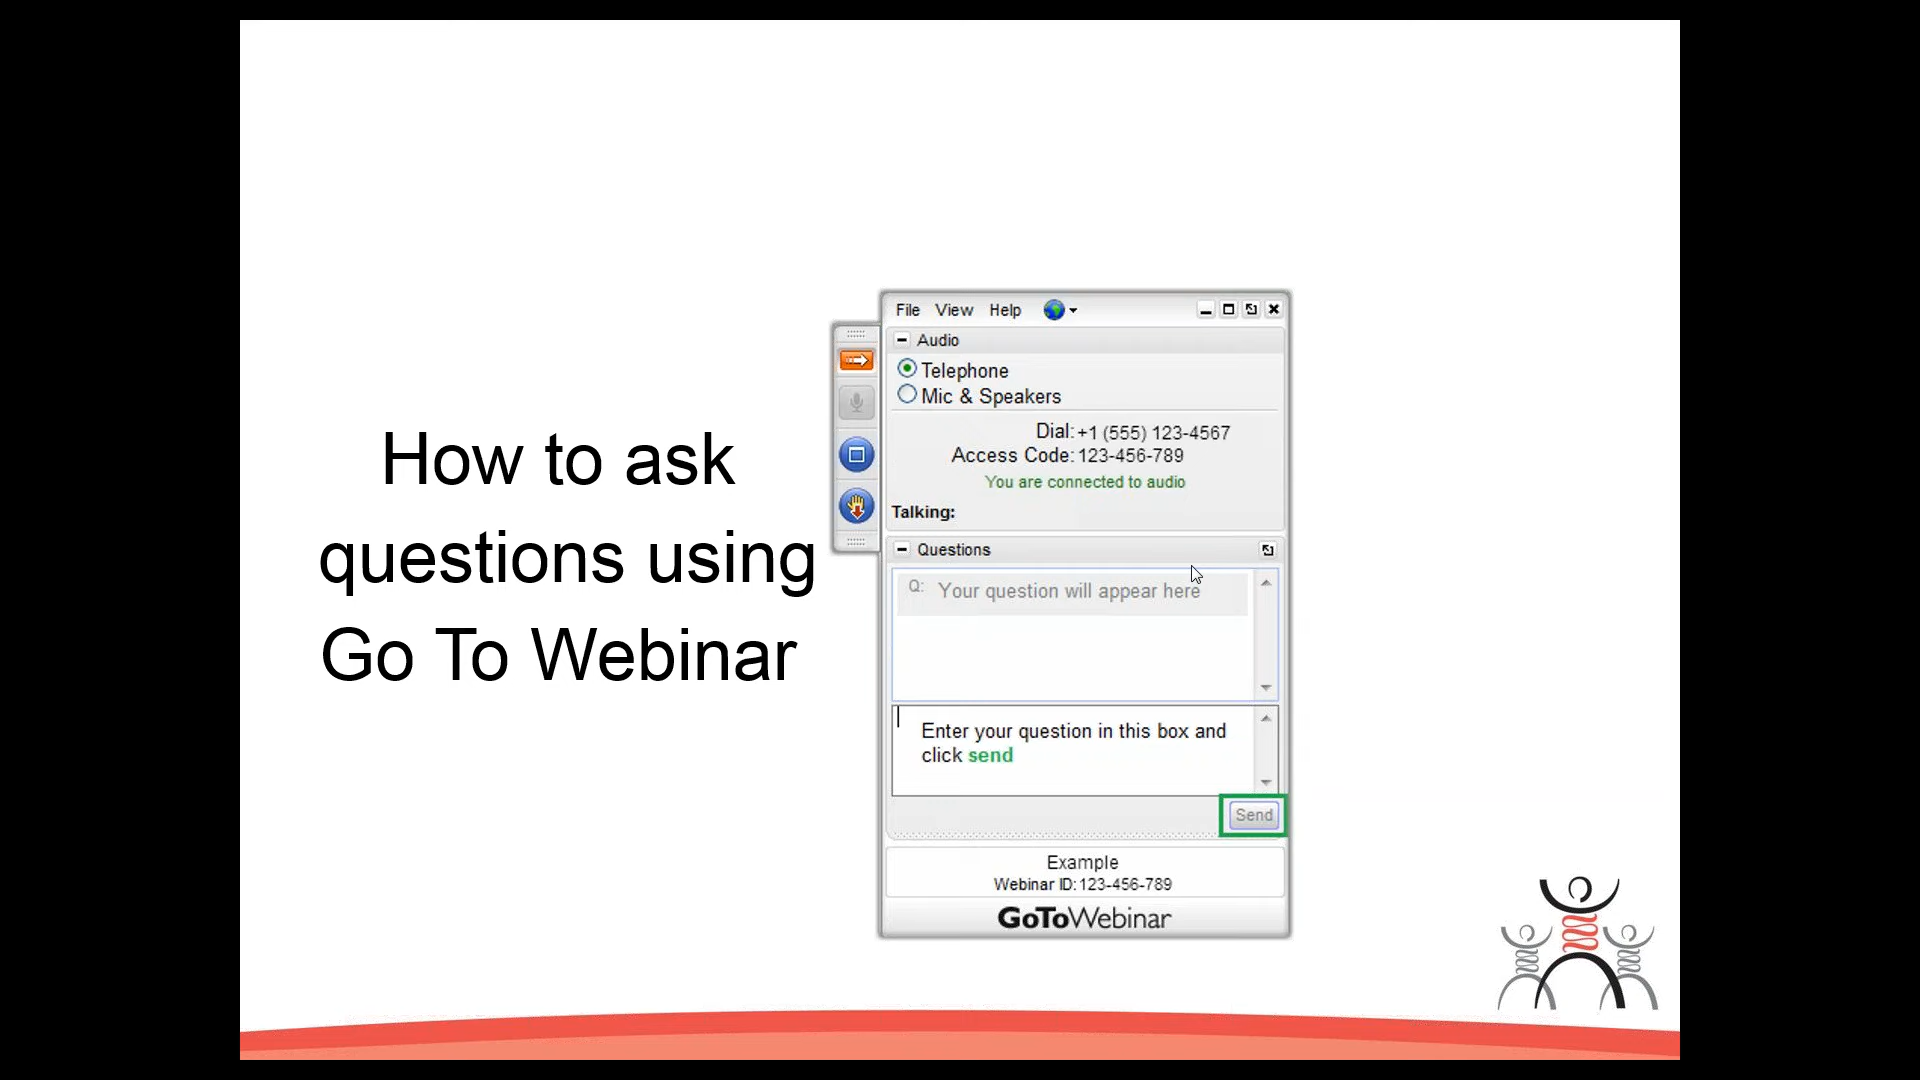 How to ask
questions using
Go To Webinar
File View Help
Audio
Telephone
Mic & Speakers
Dial: +1 (555) 123-4567
Access Code: 123-456-789
You are connected to audio
Talking:
Questions
Q: Your question will appear here
Enter your question in this box and
click send
Send
Example
Webinar ID: 123-456-789
GoToWebinar